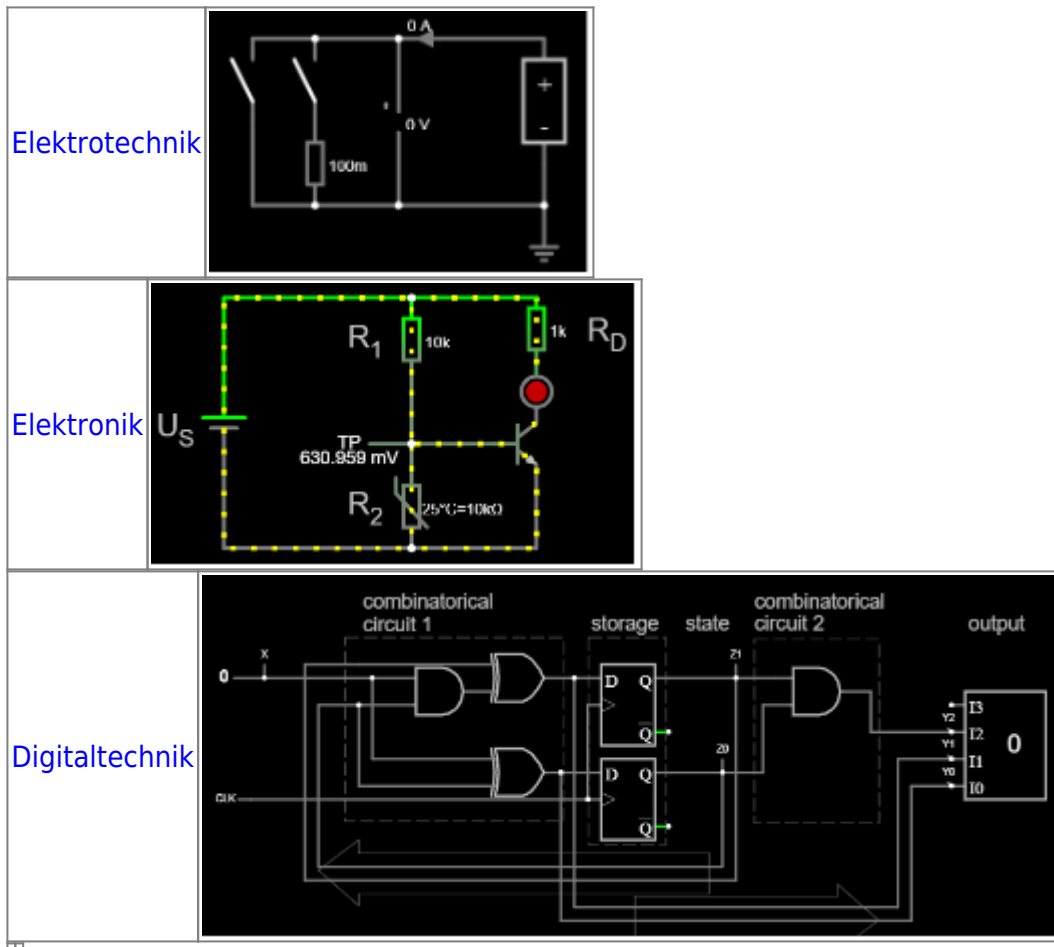 Elektrotechnik
0 A
+
-
0 V
100m
Elektronik
R1
10k
1k
RD
US
TP
630.959 mV
R2
25°C=10kΩ
Digitaltechnik
combinatorical
circuit 1
storage
state
combinatorical
circuit 2
output
X
Z1
0
D Q
I3
Y2
Q
I2
0
Y1
Z0
I1
D Q
Y0
I0
CLK
Q